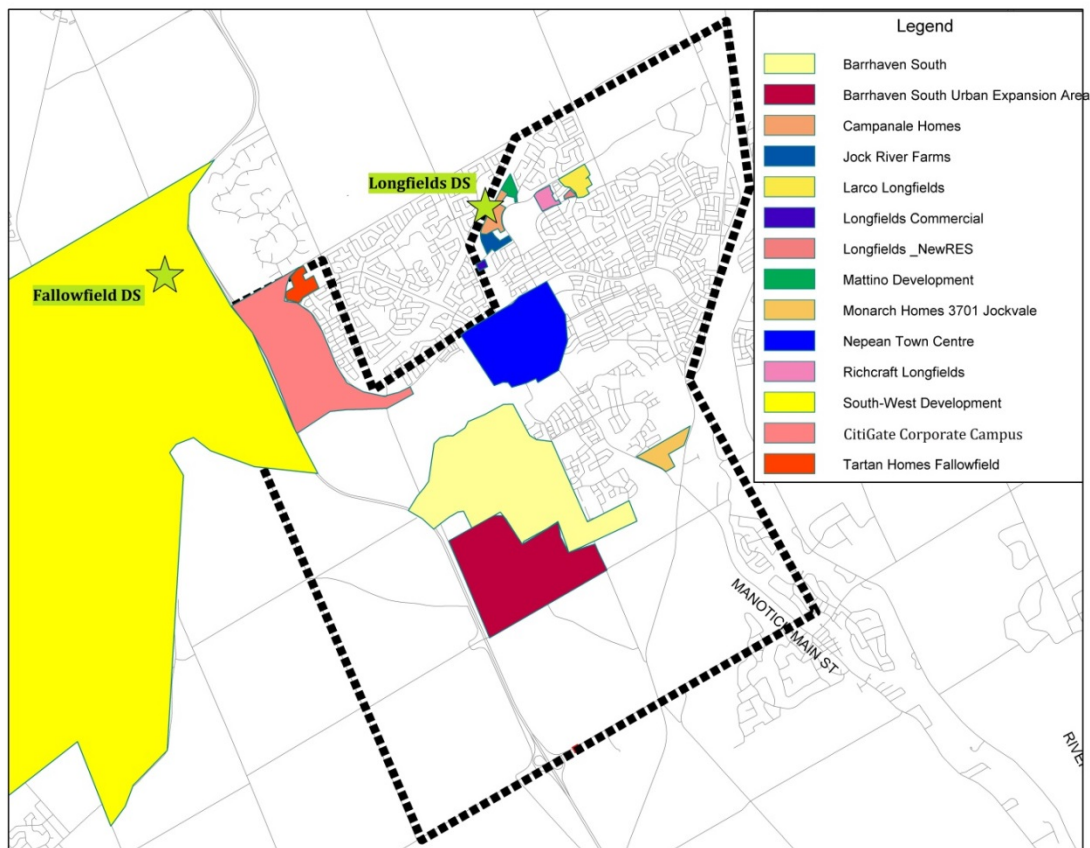 Legend
Barrhaven South
Barrhaven South Urban Expansion Area
Campanale Homes
Jock River Farms
Larco Longfields
Longfields Commercial
Longfields _NewRES
Mattino Development
Monarch Homes 3701 Jockvale
Nepean Town Centre
Richcraft Longfields
South-West Development
CitiGate Corporate Campus
Tartan Homes Fallowfield
Longfields DS
Fallowfield DS
MANOTICK MAIN ST
RIVE